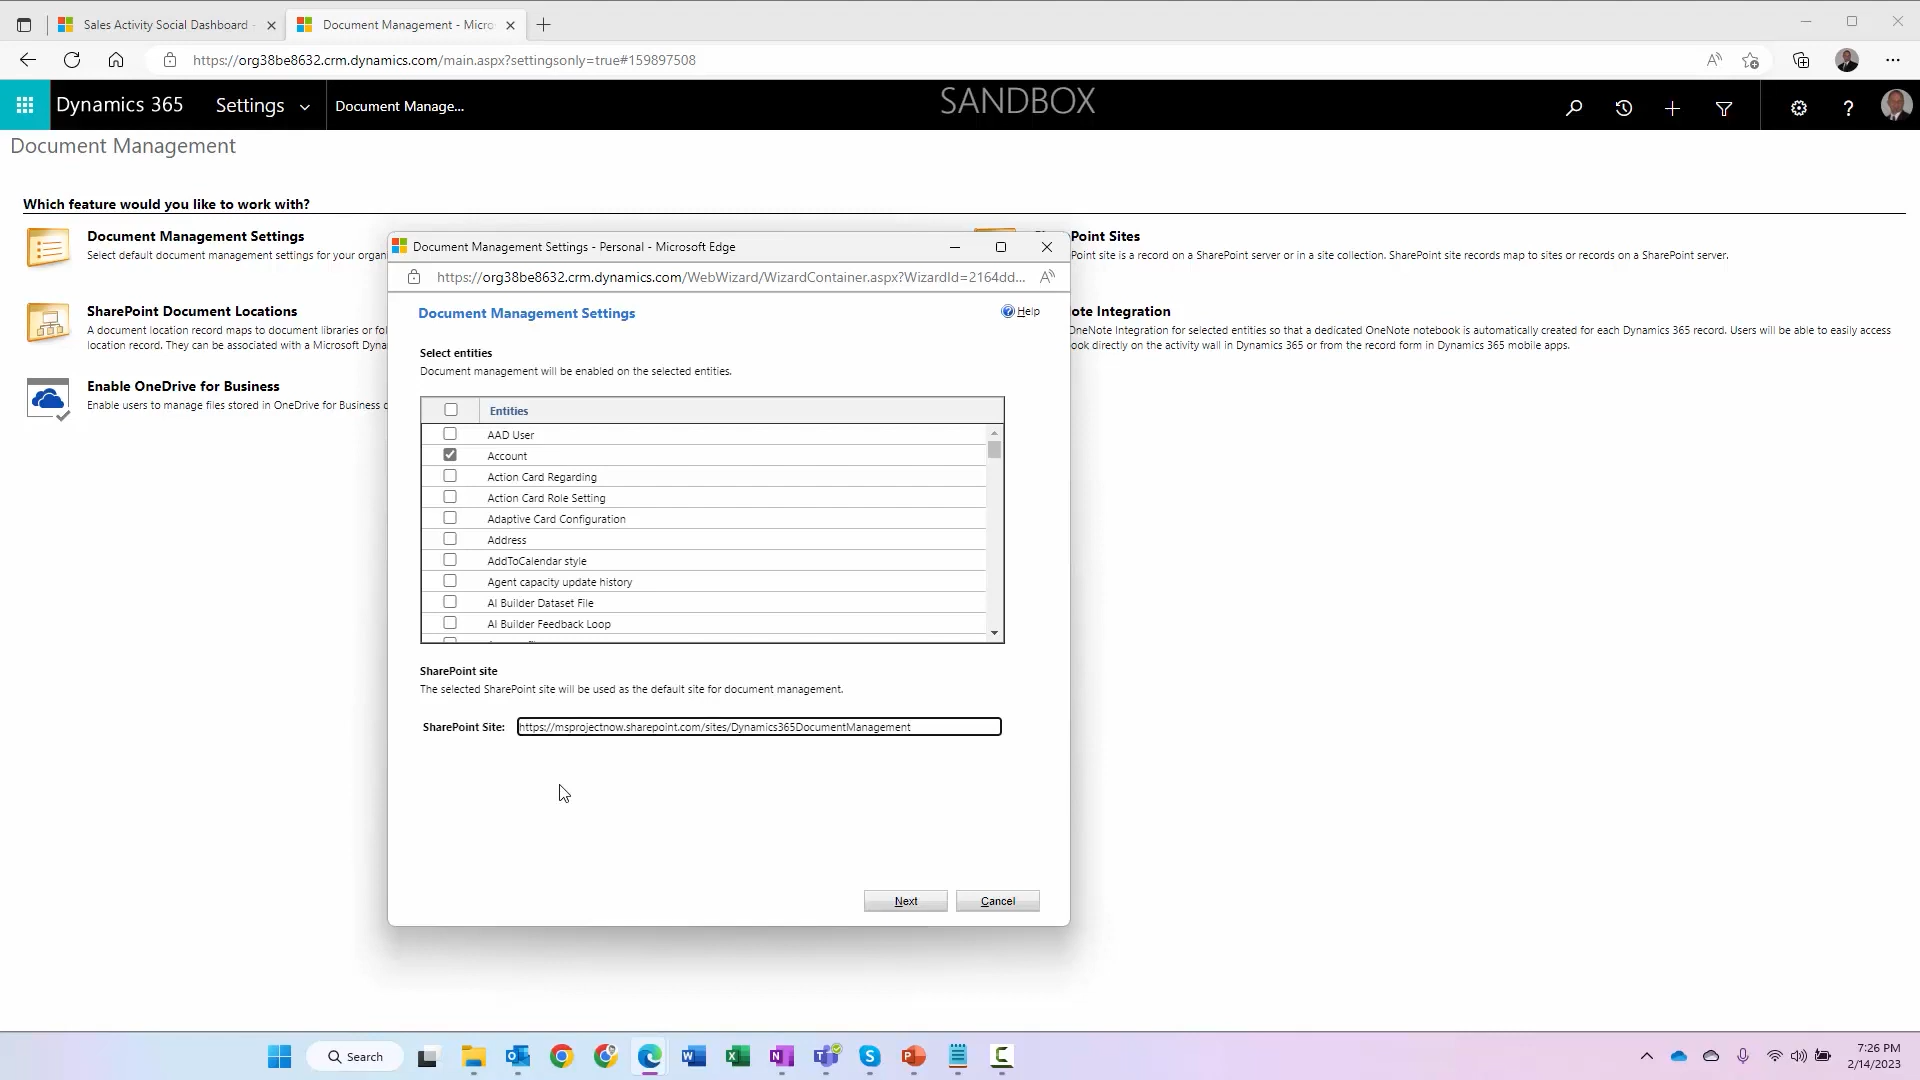 Sales Activity Social Dashboard -
Document Management - Micro
https://org38be8632.crm.dynamics.com/main.aspx?settingsonly=true#159897508
Dynamics 365
Settings
Document Manage...
SANDBOX
Document Management
Which feature would you like to work with?
Document Management Settings
Select default document management settings for your organ
SharePoint Document Locations
A document location record maps to document libraries or fol
location record. They can be associated with a Microsoft Dyna
Enable OneDrive for Business
Enable users to manage files stored in OneDrive for Business
Point Sites
Point site is a record on a SharePoint server or in a site collection. SharePoint site records map to sites or records on a SharePoint server.
ote Integration
OneNote Integration for selected entities so that a dedicated OneNote notebook is automatically created for each Dynamics 365 record. Users will be able to easily access
ook directly on the activity wall in Dynamics 365 or from the record form in Dynamics 365 mobile apps.
Document Management Settings - Personal - Microsoft Edge
https://org38be8632.crm.dynamics.com/WebWizard/WizardContainer.aspx?WizardId=2164dd...
Document Management Settings
Help
Select entities
Document management will be enabled on the selected entities.
Entities
AAD User
Account
Action Card Regarding
Action Card Role Setting
Adaptive Card Configuration
Address
AddToCalendar style
Agent capacity update history
AI Builder Dataset File
AI Builder Feedback Loop
SharePoint site
The selected SharePoint site will be used as the default site for document management.
SharePoint Site: https://msprojectnow.sharepoint.com/sites/Dynamics365DocumentManagement
Next
Cancel
Search
7:26 PM
2/14/2023